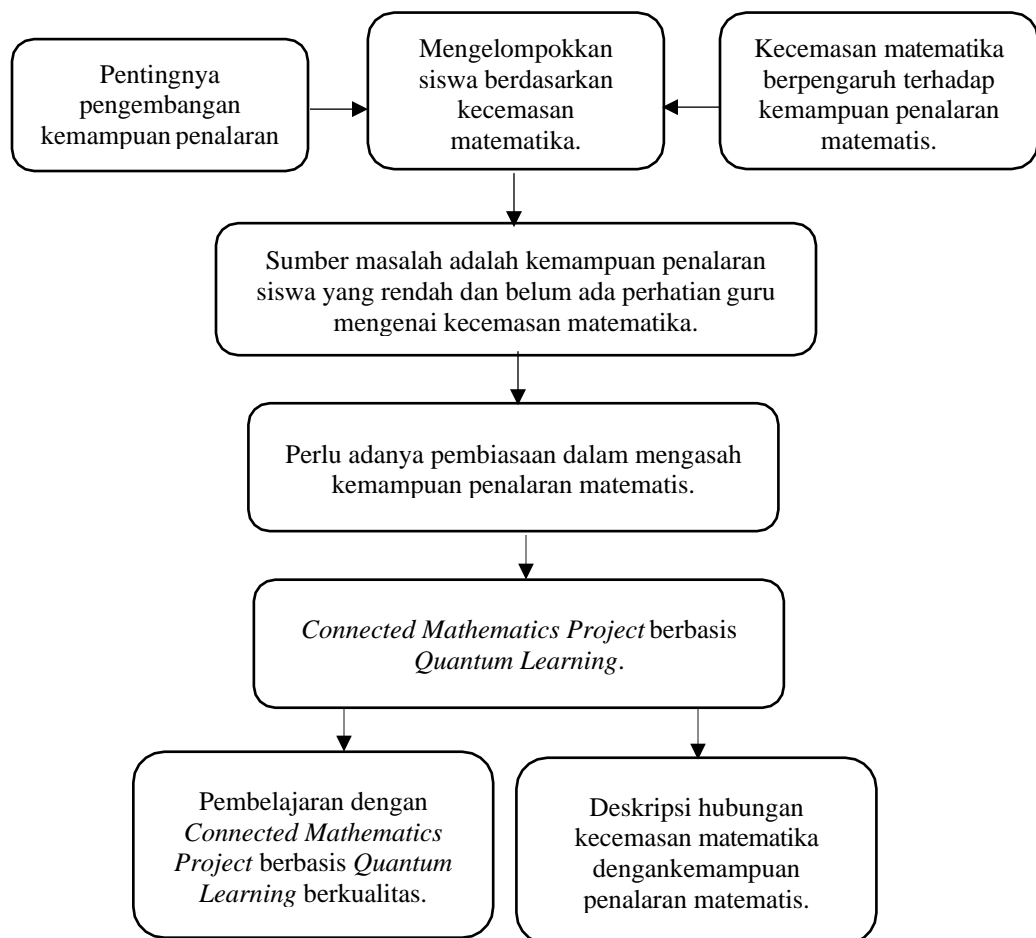 Pentingnya
pengembangan
kemampuan penalaran
Mengelompokkan
siswa berdasarkan
kecemasan
matematika.
Kecemasan matematika
berpengaruh terhadap
kemampuan penalaran
matematis.
Sumber masalah adalah kemampuan penalaran
siswa yang rendah dan belum ada perhatian guru
mengenai kecemasan matematika.
Perlu adanya pembiasaan dalam mengasah
kemampuan penalaran matematis.
Connected Mathematics Project berbasis
Quantum Learning.
Pembelajaran dengan
Connected Mathematics
Project berbasis Quantum
Learning berkualitas.
Deskripsi hubungan
kecemasan matematika
dengankemampuan
penalaran matematis.